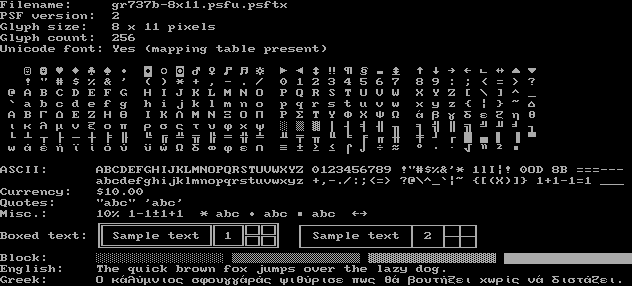 Filename: gr737b-8x11.psfu.psftx
PSF version: 2
Glyph size: 8 x 11 pixels
Glyph count: 256
Unicode font: Yes (mapping table present)
☺ ☻ ♥ ♦ ♣ ♠ • ◘ ○ ◙ ♂ ♀ ♪ ♫ ☼ ► ◄ ↕ ‼ ¶ § ▬ ↨ ↑ ↓ → ← ∟ ↔ ▲ ▼
! " # $ % & ' ( ) * + , - . / 0 1 2 3 4 5 6 7 8 9 : ; < = > ?
@ A B C D E F G H I J K L M N O P Q R S T U V W X Y Z [ \ ] ^ _
` a b c d e f g h i j k l m n o p q r s t u v w x y z { ¦ } ~ ⌂
Α Β Γ Δ Ε Ζ Η Θ Ι Κ Λ Μ Ν Ξ Ο Π Ρ Σ Τ Υ Φ Χ Ψ Ω α β γ δ ε ζ η θ
ι κ λ μ ν ξ ο π ρ σ ς τ υ φ χ ψ ░ ▒ ▓ │ ┤ ╡ ╢ ╖ ╕ ╣ ║ ╗ ╝ ╜ ╛ ┐
└ ┴ ┬ ├ ─ ┼ ╞ ╟ ╚ ╔ ╩ ╦ ╠ ═ ╬ ╧ ╨ ╤ ╥ ╙ ╘ ╒ ╓ ╫ ╪ ┘ ┌ █ ▄ ▌ ▐ ▀
ASCII: ABCDEFGHIJKLMNOPQRSTUVWXYZ 0123456789 !"#$%&'* 1lI¦! 0OD 8B ===---
abcdefghijklmnopqrstuvwxyz +,-./:;(<=) ?@\^_`¦~ {[(X)]} 1+1-1=1 ___
Currency: $10.00
Quotes: "abc" 'abc'
Misc.: 10% 1-1±1+1 * abc • abc ▪ abc ↔
Boxed text: Sample text 1 Sample text 2
Block:
English: The quick brown fox jumps over the lazy dog.
Greek: Ο καλύμνιος σφουγγάράς ψιθύρισε πως θά βουτήξει χωρίς νά διστάζει.